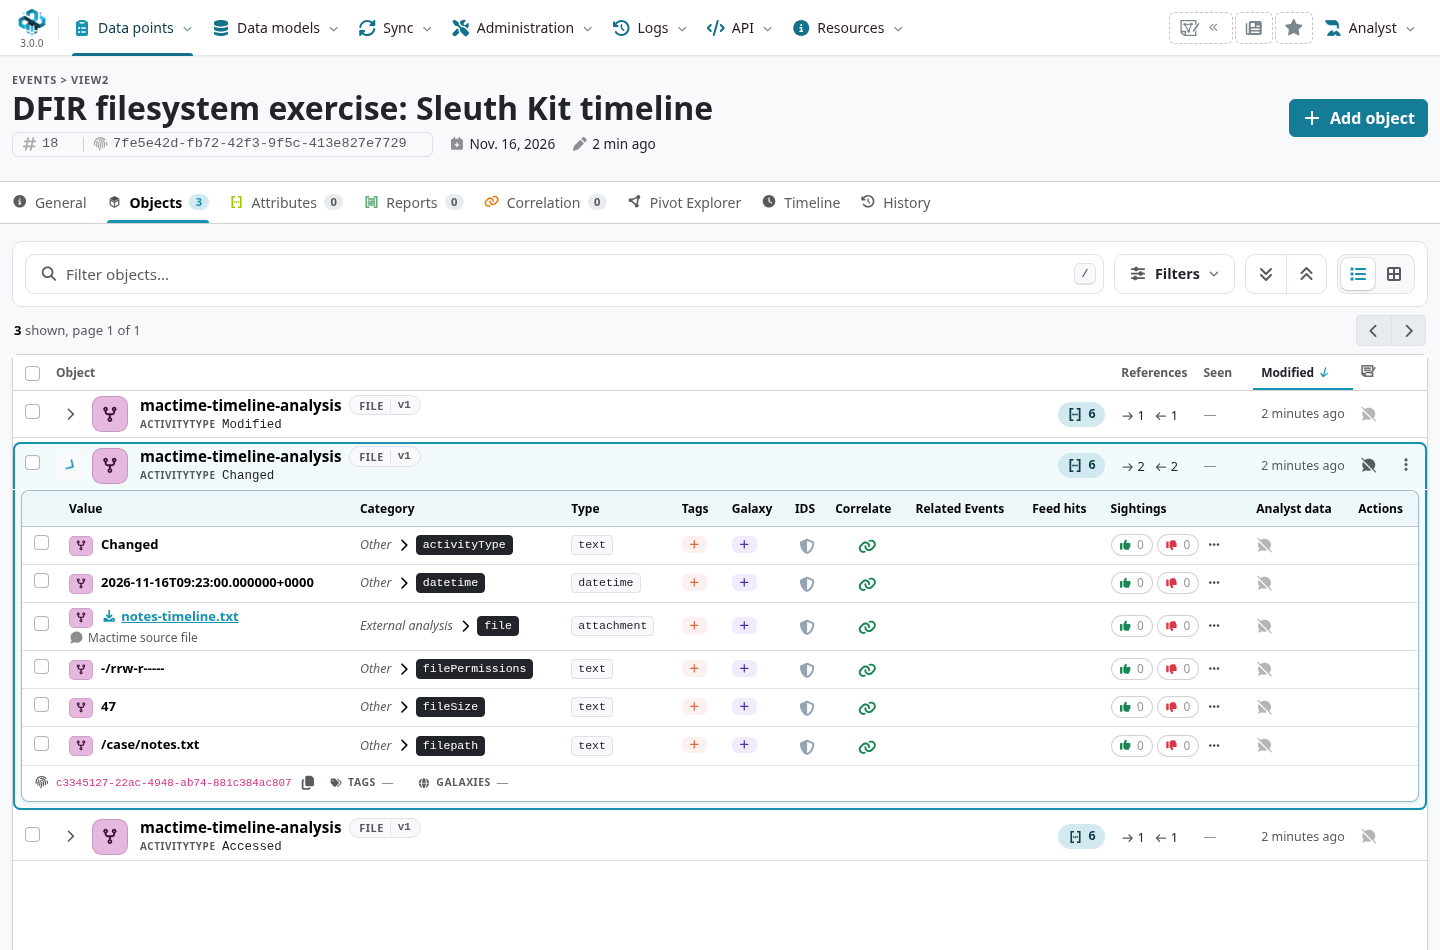 3.0.0
Data points
Data models
Sync
Administration
Logs
API
Resources
«
Analyst
EVENTS > VIEW2
DFIR filesystem exercise: Sleuth Kit timeline
18
7fe5e42d-fb72-42f3-9f5c-413e827e7729
Nov. 16, 2026
2 min ago
Add object
General
Objects 3
Attributes 0
Reports 0
Correlation 0
Pivot Explorer
Timeline
History
Filter objects...
/
Filters
3 shown, page 1 of 1
Object References Seen Modified
mactime-timeline-analysis FILE v1
ACTIVITYTYPE Modified
6 → 1 ← 1 — 2 minutes ago
mactime-timeline-analysis FILE v1
ACTIVITYTYPE Changed
6 → 2 ← 2 — 2 minutes ago
Value Category Type Tags Galaxy IDS Correlate Related Events Feed hits Sightings Analyst data Actions
Changed Other activityType text + + 0 0
2026-11-16T09:23:00.000000+0000 Other datetime datetime + + 0 0
notes-timeline.txt External analysis file attachment + + 0 0
Mactime source file
-/rrw-r----- Other filePermissions text + + 0 0
47 Other fileSize text + + 0 0
/case/notes.txt Other filepath text + + 0 0
c3345127-22ac-4948-ab74-881c384ac807 TAGS — GALAXIES —
mactime-timeline-analysis FILE v1
ACTIVITYTYPE Accessed
6 → 1 ← 1 — 2 minutes ago